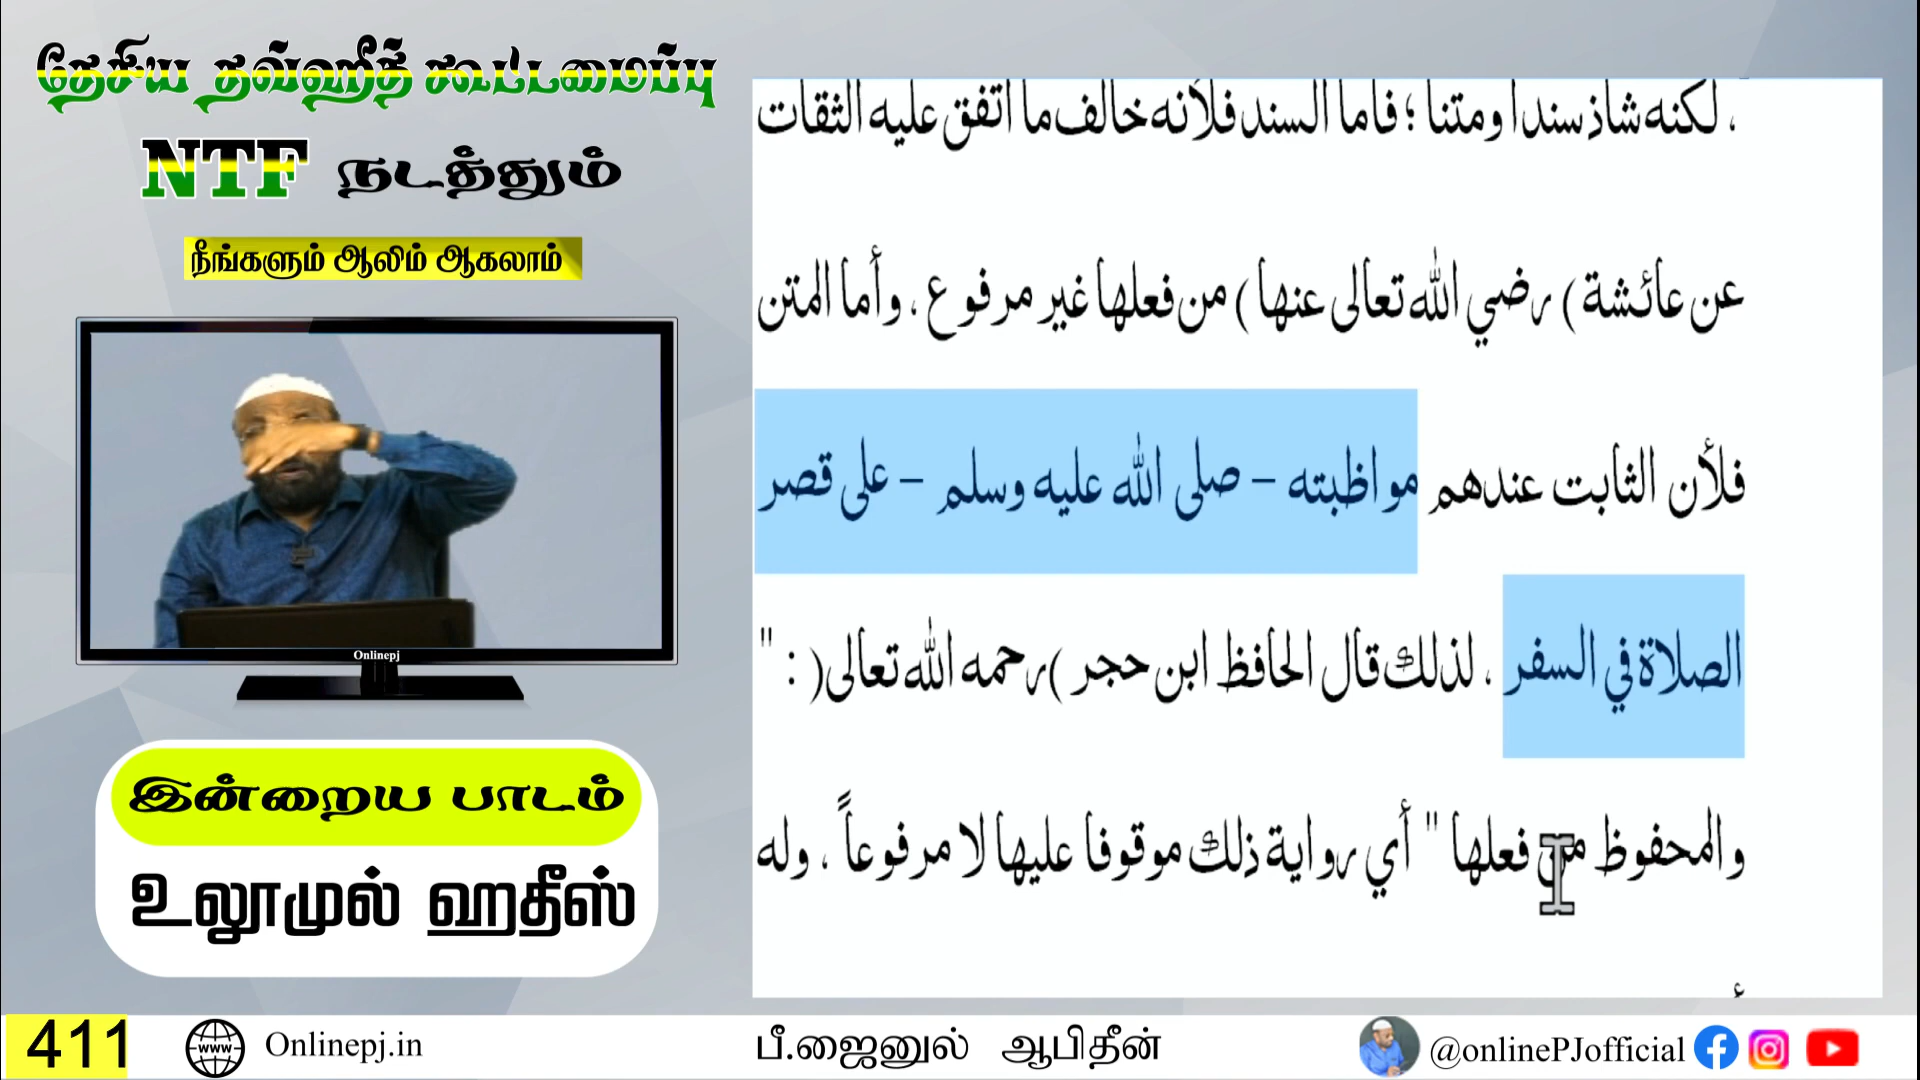 தேசிய தவ்ஹீத் கூட்டமைப்பு
NTF நடத்தும்
நீங்களும் ஆலிம் ஆகலாம்
Onlinepj
இன்றைய பாடம்
உலூமுல் ஹதீஸ்
، لكنه شاذ سندا ومتنا ؛ فأما السند فلأنه خالف ما اتفق عليه الثقات
عن عائشة ) رضي الله تعالى عنها ) من فعلها غير مرفوع ، وأما المتن
فلأن الثابت عندهم مواظبته – صلى الله عليه وسلم – على قصر
الصلاة في السفر ، لذلك قال الحافظ ابن حجر )رحمه الله تعالى( : "
والمحفوظ من فعلها " أي رواية ذلك موقوفا عليها لا مرفوعاً ، وله
411
www
Onlinepj.in
பீ.ஜைனுல் ஆபிதீன்
@onlinePJofficial